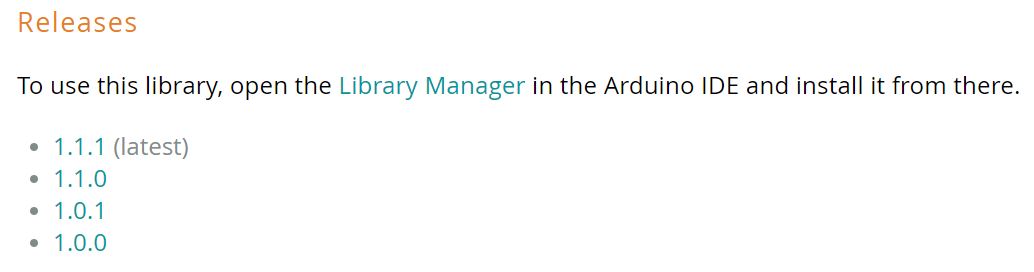 Releases
To use this library, open the Library Manager in the Arduino IDE and install it from there.
1.1.1 (latest)
1.1.0
1.0.1
1.0.0